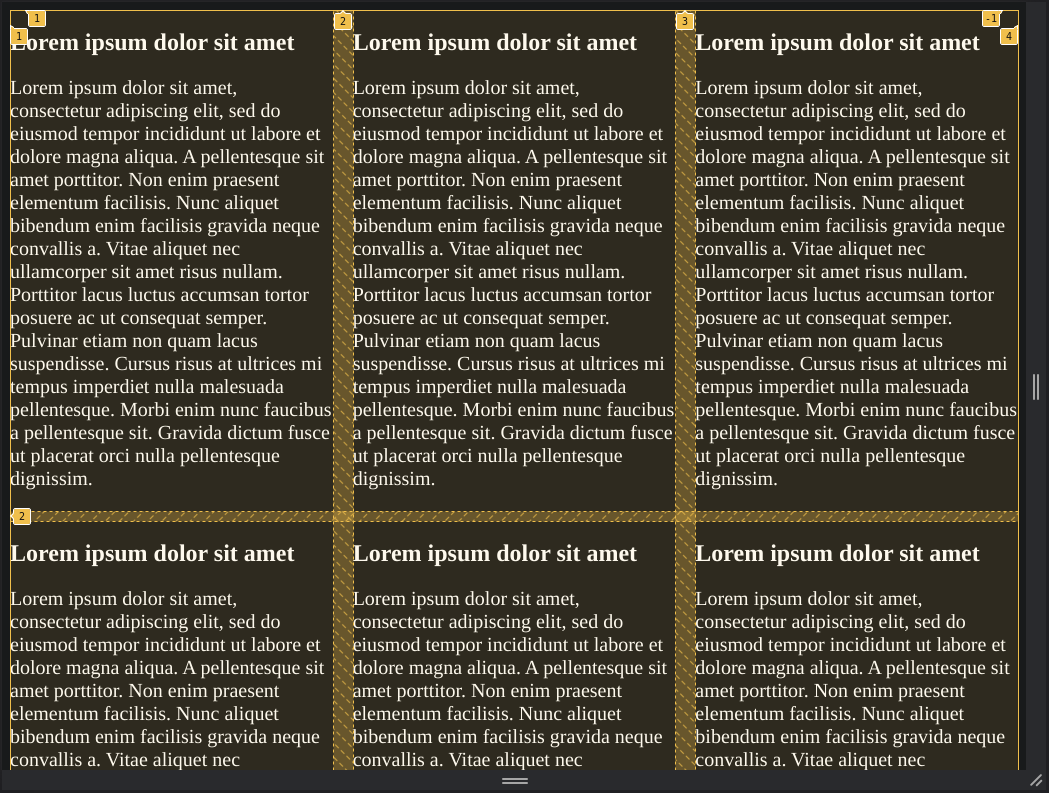 1
1
2
3
-1
4
Lorem ipsum dolor sit amet
Lorem ipsum dolor sit amet,
consectetur adipiscing elit, sed do
eiusmod tempor incididunt ut labore et
dolore magna aliqua. A pellentesque sit
amet porttitor. Non enim praesent
elementum facilisis. Nunc aliquet
bibendum enim facilisis gravida neque
convallis a. Vitae aliquet nec
ullamcorper sit amet risus nullam.
Porttitor lacus luctus accumsan tortor
posuere ac ut consequat semper.
Pulvinar etiam non quam lacus
suspendisse. Cursus risus at ultrices mi
tempus imperdiet nulla malesuada
pellentesque. Morbi enim nunc faucibus
a pellentesque sit. Gravida dictum fusce
ut placerat orci nulla pellentesque
dignissim.
Lorem ipsum dolor sit amet
Lorem ipsum dolor sit amet,
consectetur adipiscing elit, sed do
eiusmod tempor incididunt ut labore et
dolore magna aliqua. A pellentesque sit
amet porttitor. Non enim praesent
elementum facilisis. Nunc aliquet
bibendum enim facilisis gravida neque
convallis a. Vitae aliquet nec
ullamcorper sit amet risus nullam.
Porttitor lacus luctus accumsan tortor
posuere ac ut consequat semper.
Pulvinar etiam non quam lacus
suspendisse. Cursus risus at ultrices mi
tempus imperdiet nulla malesuada
pellentesque. Morbi enim nunc faucibus
a pellentesque sit. Gravida dictum fusce
ut placerat orci nulla pellentesque
dignissim.
Lorem ipsum dolor sit amet
Lorem ipsum dolor sit amet,
consectetur adipiscing elit, sed do
eiusmod tempor incididunt ut labore et
dolore magna aliqua. A pellentesque sit
amet porttitor. Non enim praesent
elementum facilisis. Nunc aliquet
bibendum enim facilisis gravida neque
convallis a. Vitae aliquet nec
ullamcorper sit amet risus nullam.
Porttitor lacus luctus accumsan tortor
posuere ac ut consequat semper.
Pulvinar etiam non quam lacus
suspendisse. Cursus risus at ultrices mi
tempus imperdiet nulla malesuada
pellentesque. Morbi enim nunc faucibus
a pellentesque sit. Gravida dictum fusce
ut placerat orci nulla pellentesque
dignissim.
2
Lorem ipsum dolor sit amet
Lorem ipsum dolor sit amet,
consectetur adipiscing elit, sed do
eiusmod tempor incididunt ut labore et
dolore magna aliqua. A pellentesque sit
amet porttitor. Non enim praesent
elementum facilisis. Nunc aliquet
bibendum enim facilisis gravida neque
convallis a. Vitae aliquet nec
Lorem ipsum dolor sit amet
Lorem ipsum dolor sit amet,
consectetur adipiscing elit, sed do
eiusmod tempor incididunt ut labore et
dolore magna aliqua. A pellentesque sit
amet porttitor. Non enim praesent
elementum facilisis. Nunc aliquet
bibendum enim facilisis gravida neque
convallis a. Vitae aliquet nec
Lorem ipsum dolor sit amet
Lorem ipsum dolor sit amet,
consectetur adipiscing elit, sed do
eiusmod tempor incididunt ut labore et
dolore magna aliqua. A pellentesque sit
amet porttitor. Non enim praesent
elementum facilisis. Nunc aliquet
bibendum enim facilisis gravida neque
convallis a. Vitae aliquet nec